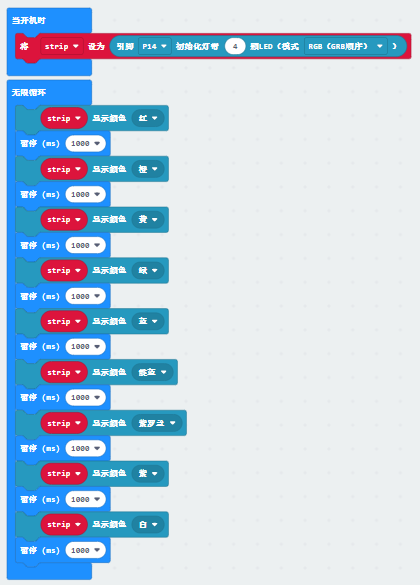 当开机时
将 strip 设为 引脚 P14 初始化灯带 4 颗LED（模式 RGB（GRB顺序） ）
无限循环
strip 显示颜色 红
暂停 (ms) 1000
strip 显示颜色 橙
暂停 (ms) 1000
strip 显示颜色 黄
暂停 (ms) 1000
strip 显示颜色 绿
暂停 (ms) 1000
strip 显示颜色 蓝
暂停 (ms) 1000
strip 显示颜色 靛蓝
暂停 (ms) 1000
strip 显示颜色 紫罗兰
暂停 (ms) 1000
strip 显示颜色 紫
暂停 (ms) 1000
strip 显示颜色 白
暂停 (ms) 1000